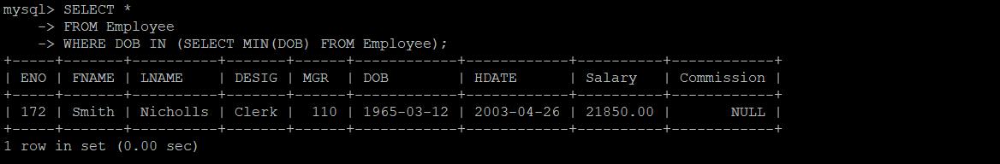 mysql> SELECT *
    -> FROM Employee
    -> WHERE DOB IN (SELECT MIN(DOB) FROM Employee);
+-----+-------+----------+-------+------+------------+------------+----------+------------+
| ENO | FNAME | LNAME    | DESIG | MGR  | DOB        | HDATE      | Salary   | Commission |
+-----+-------+----------+-------+------+------------+------------+----------+------------+
| 172 | Smith | Nicholls | Clerk |  110 | 1965-03-12 | 2003-04-26 | 21850.00 |       NULL |
+-----+-------+----------+-------+------+------------+------------+----------+------------+
1 row in set (0.00 sec)